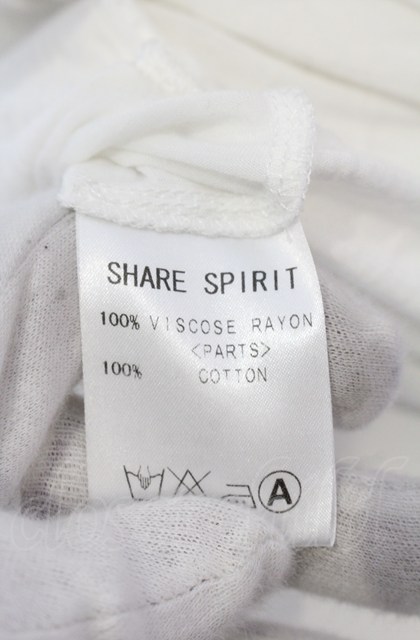 SHARE SPIRIT
100% VISCOSE RAYON
<PARTS>
100% COTTON
A